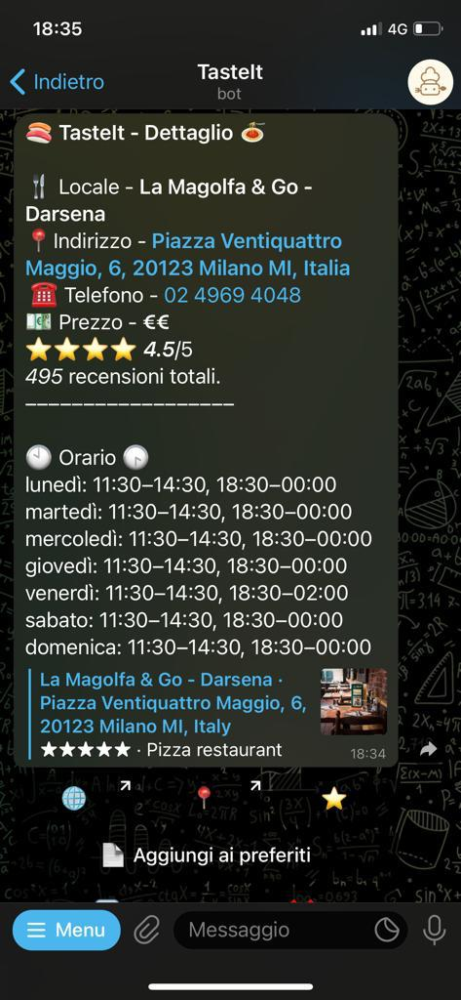 18:35
4G
Indietro
TasteIt
bot
TasteIt - Dettaglio
Locale - La Magolfa & Go -
Darsena
Indirizzo - Piazza Ventiquattro
Maggio, 6, 20123 Milano MI, Italia
Telefono - 02 4969 4048
Prezzo - €€
4.5/5
495 recensioni totali.
––––––––––––––––––
Orario
lunedì: 11:30–14:30, 18:30–00:00
martedì: 11:30–14:30, 18:30–00:00
mercoledì: 11:30–14:30, 18:30–00:00
giovedì: 11:30–14:30, 18:30–00:00
venerdì: 11:30–14:30, 18:30–02:00
sabato: 11:30–14:30, 18:30–00:00
domenica: 11:30–14:30, 18:30–00:00
La Magolfa & Go - Darsena ·
Piazza Ventiquattro Maggio, 6,
20123 Milano MI, Italy
★★★★★ · Pizza restaurant
18:34
Aggiungi ai preferiti
Menu
Messaggio